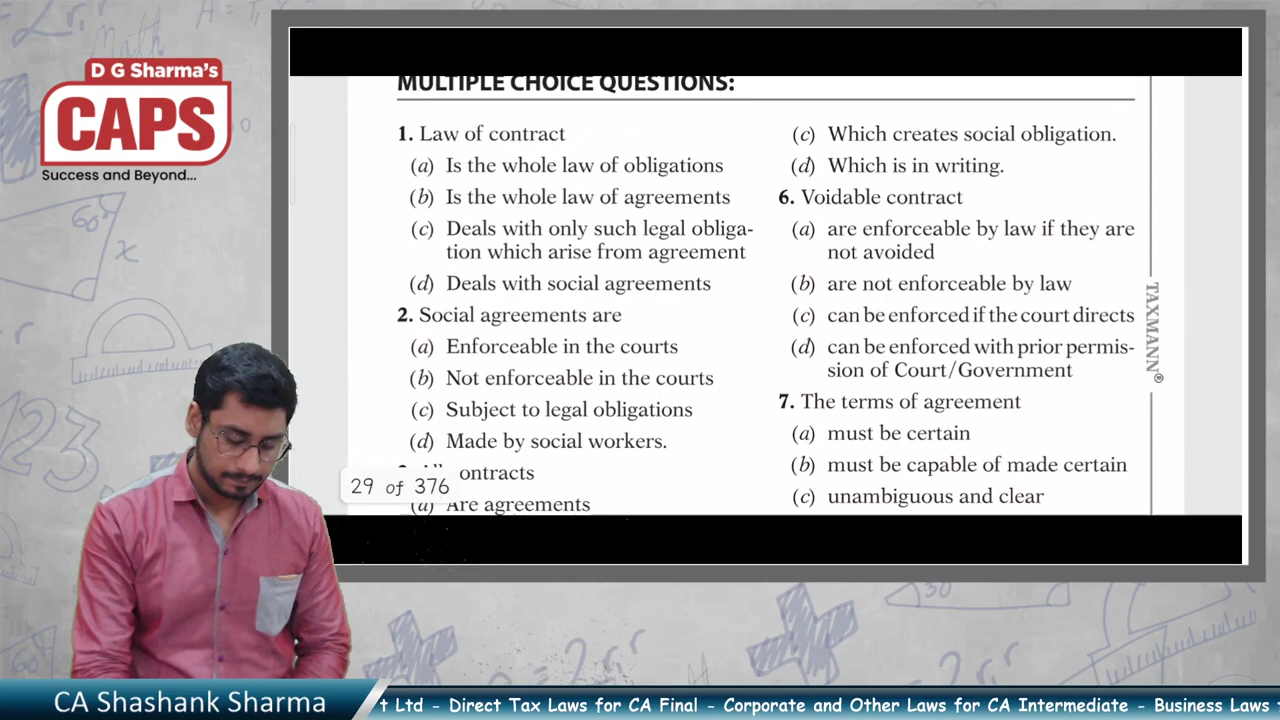 D G Sharma's
CAPS
Success and Beyond...
MULTIPLE CHOICE QUESTIONS:
1. Law of contract
(a) Is the whole law of obligations
(b) Is the whole law of agreements
(c) Deals with only such legal obliga-
tion which arise from agreement
(d) Deals with social agreements
2. Social agreements are
(a) Enforceable in the courts
(b) Not enforceable in the courts
(c) Subject to legal obligations
(d) Made by social workers.
ontracts
(a) Are agreements
29 of 376
(c) Which creates social obligation.
(d) Which is in writing.
6. Voidable contract
(a) are enforceable by law if they are
not avoided
(b) are not enforceable by law
(c) can be enforced if the court directs
(d) can be enforced with prior permis-
sion of Court/Government
7. The terms of agreement
(a) must be certain
(b) must be capable of made certain
(c) unambiguous and clear
TAXMANN®
CA Shashank Sharma
t Ltd - Direct Tax Laws for CA Final - Corporate and Other Laws for CA Intermediate - Business Laws